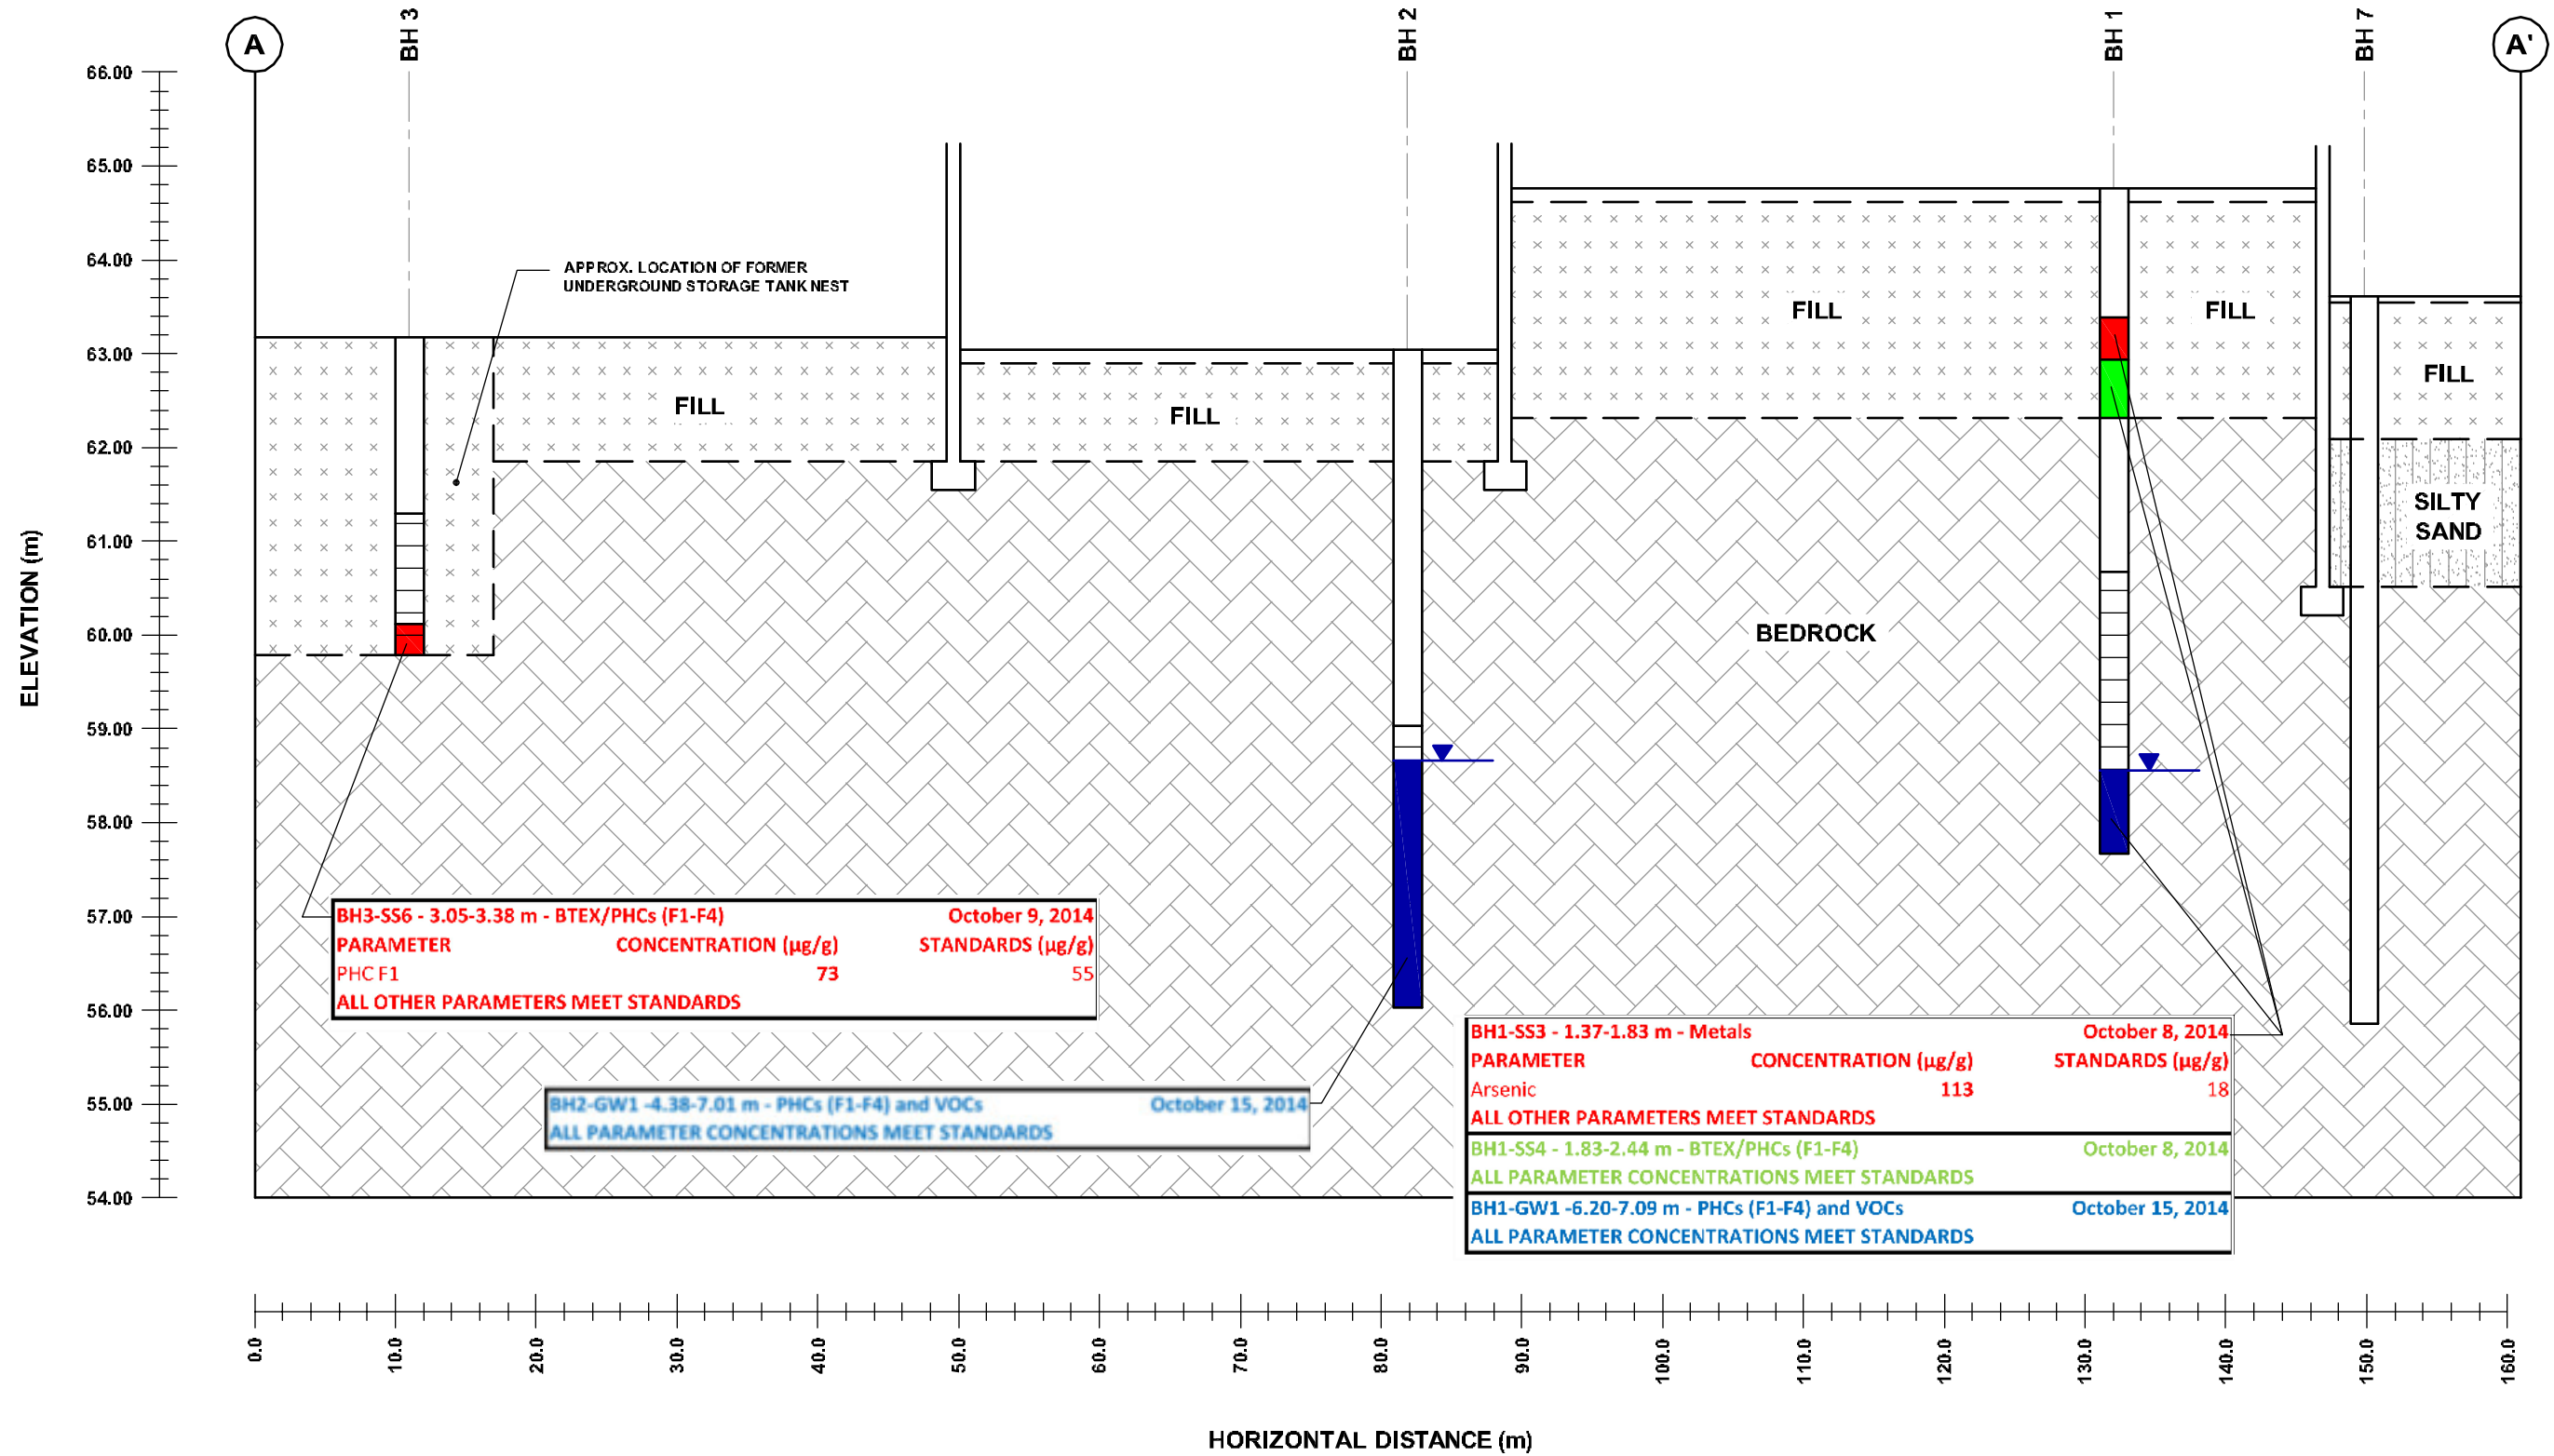 A
BH 3
BH 2
BH 1
BH 7
A'
66.00
65.00
64.00
63.00
62.00
61.00
60.00
59.00
58.00
57.00
56.00
55.00
54.00
ELEVATION (m)
APPROX. LOCATION OF FORMER
UNDERGROUND STORAGE TANK NEST
FILL
FILL
FILL
FILL
FILL
SILTY
SAND
BEDROCK
BH3-SS6 - 3.05-3.38 m - BTEX/PHCs (F1-F4) October 9, 2014
PARAMETER CONCENTRATION (µg/g) STANDARDS (µg/g)
PHC F1 73 55
ALL OTHER PARAMETERS MEET STANDARDS
BH2-GW1 -4.38-7.01 m - PHCs (F1-F4) and VOCs October 15, 2014
ALL PARAMETER CONCENTRATIONS MEET STANDARDS
BH1-SS3 - 1.37-1.83 m - Metals October 8, 2014
PARAMETER CONCENTRATION (µg/g) STANDARDS (µg/g)
Arsenic 113 18
ALL OTHER PARAMETERS MEET STANDARDS
BH1-SS4 - 1.83-2.44 m - BTEX/PHCs (F1-F4) October 8, 2014
ALL PARAMETER CONCENTRATIONS MEET STANDARDS
BH1-GW1 -6.20-7.09 m - PHCs (F1-F4) and VOCs October 15, 2014
ALL PARAMETER CONCENTRATIONS MEET STANDARDS
0.0 10.0 20.0 30.0 40.0 50.0 60.0 70.0 80.0 90.0 100.0 110.0 120.0 130.0 140.0 150.0 160.0
HORIZONTAL DISTANCE (m)